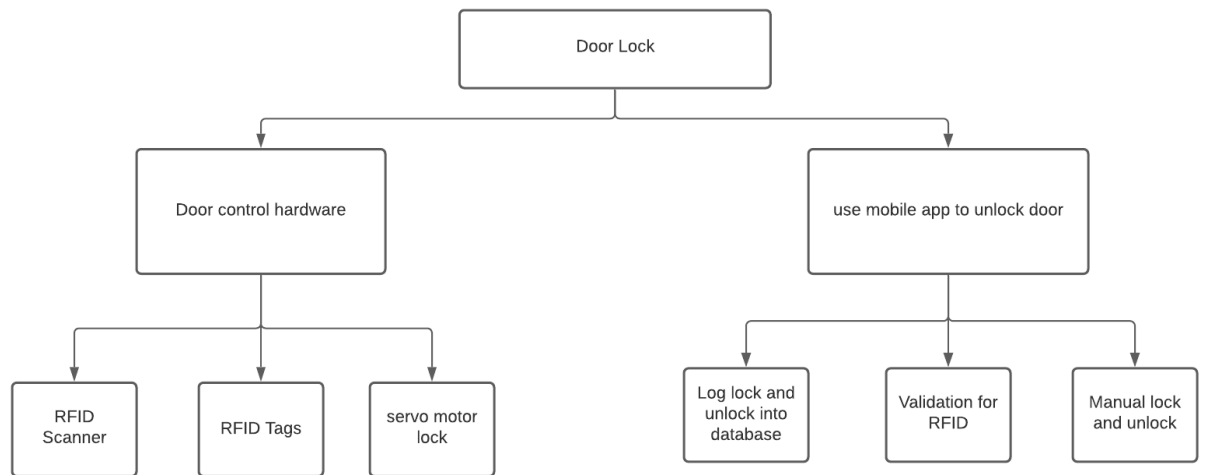 Door Lock
Door control hardware
use mobile app to unlock door
RFID
Scanner
RFID Tags
servo motor
lock
Log lock and
unlock into
database
Validation for
RFID
Manual lock
and unlock